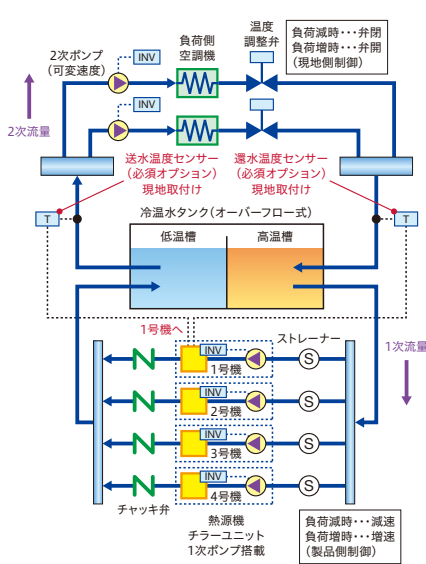 2次ポンプ
(可変速度)
INV
負荷側
空調機
温度
調整弁
負荷減時・・・弁閉
負荷増時・・・弁開
(現地側制御)
INV
2次流量
送水温度センサー
(必須オプション)
現地取付け
還水温度センサー
(必須オプション)
現地取付け
T
T
冷温水タンク(オーバーフロー式)
低温槽
高温槽
1号機へ
ストレーナー
1次流量
INV
1号機
S
INV
2号機
S
INV
3号機
S
INV
4号機
S
チャッキ弁
熱源機
チラーユニット
1次ポンプ搭載
負荷減時・・・減速
負荷増時・・・増速
(製品側制御)